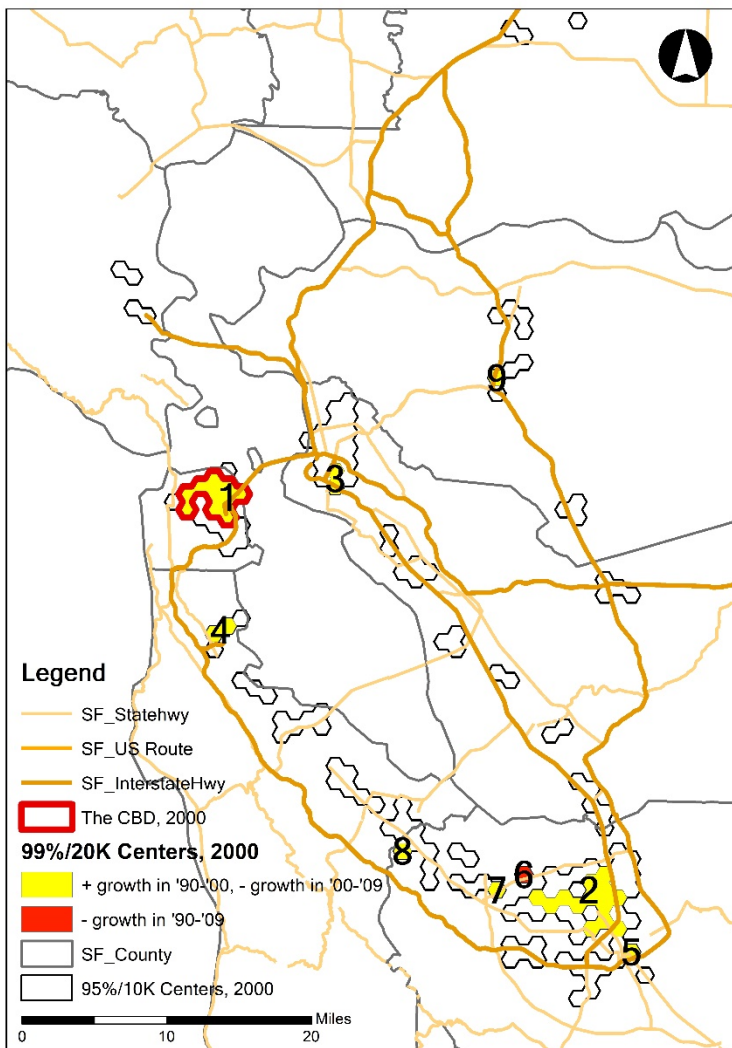 9
3
1
4
Legend
SF_Statehwy
SF_US Route
SF_InterstateHwy
The CBD, 2000
99%/20K Centers, 2000
+ growth in '90-'00, - growth in '00-'09
- growth in '90-'09
SF_County
95%/10K Centers, 2000
8
6
7
2
5
Miles
0 10 20